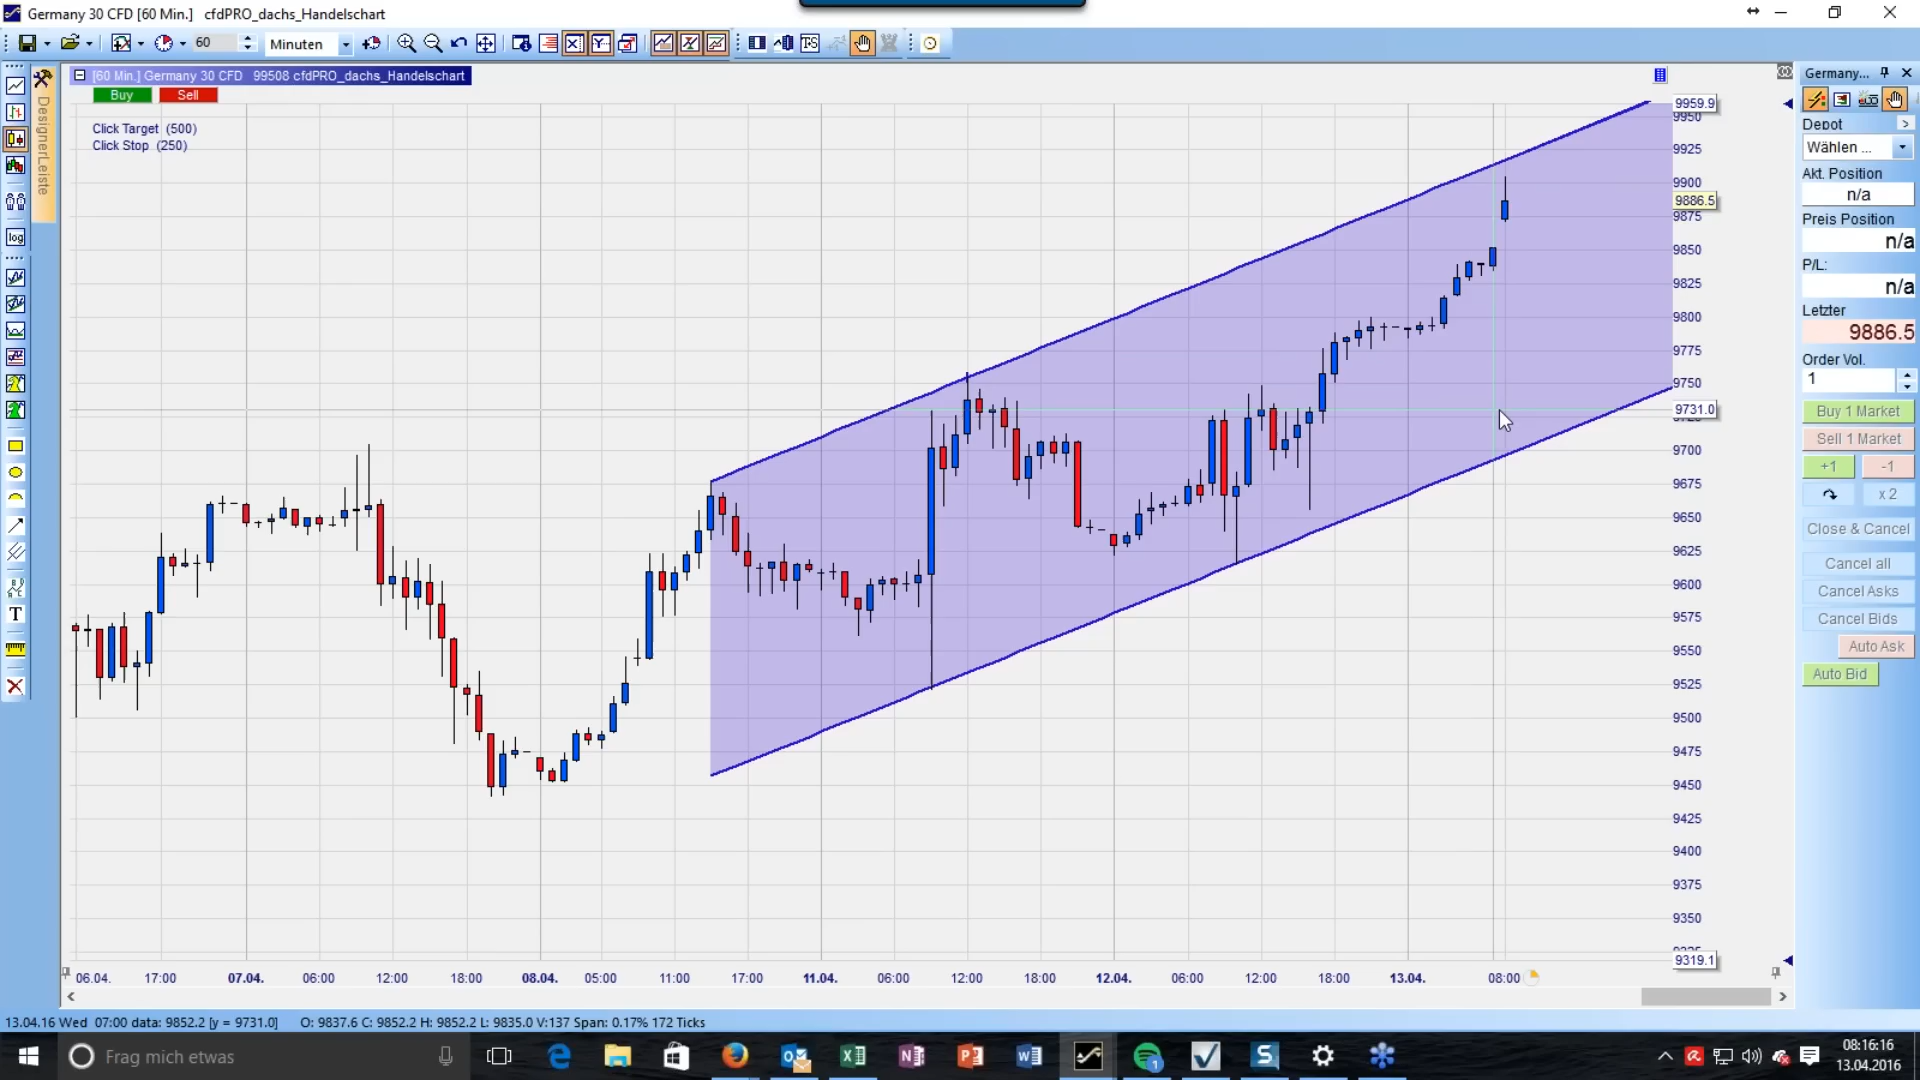 Germany 30 CFD [60 Min.]   cfdPRO_dachs_Handelschart
60 Minuten
[60 Min.] Germany 30 CFD   99508 cfdPRO_dachs_Handelschart
Buy Sell
Click Target (500)
Click Stop (250)
DesignerLeiste
log
T
TS
9959.9
9950
9925
9900
9886.5
9875
9850
9825
9800
9775
9750
9731.0
9700
9675
9650
9625
9600
9575
9550
9525
9500
9475
9450
9425
9400
9375
9350
9319.1
06.04. 17:00 07.04. 06:00 12:00 18:00 08.04. 05:00 11:00 17:00 11.04. 06:00 12:00 18:00 12.04. 06:00 12:00 18:00 13.04. 08:00
Germany...
Depot
Wählen ...
Akt. Position
n/a
Preis Position
n/a
P/L:
n/a
Letzter
9886.5
Order Vol.
1
Buy 1 Market
Sell 1 Market
+1 -1
x 2
Close & Cancel
Cancel all
Cancel Asks
Cancel Bids
Auto Ask
Auto Bid
13.04.16 Wed 07:00 data: 9852.2 [y = 9731.0] O: 9837.6 C: 9852.2 H: 9852.2 L: 9835.0 V:137 Span: 0.17% 172 Ticks
Frag mich etwas
08:16:16
13.04.2016